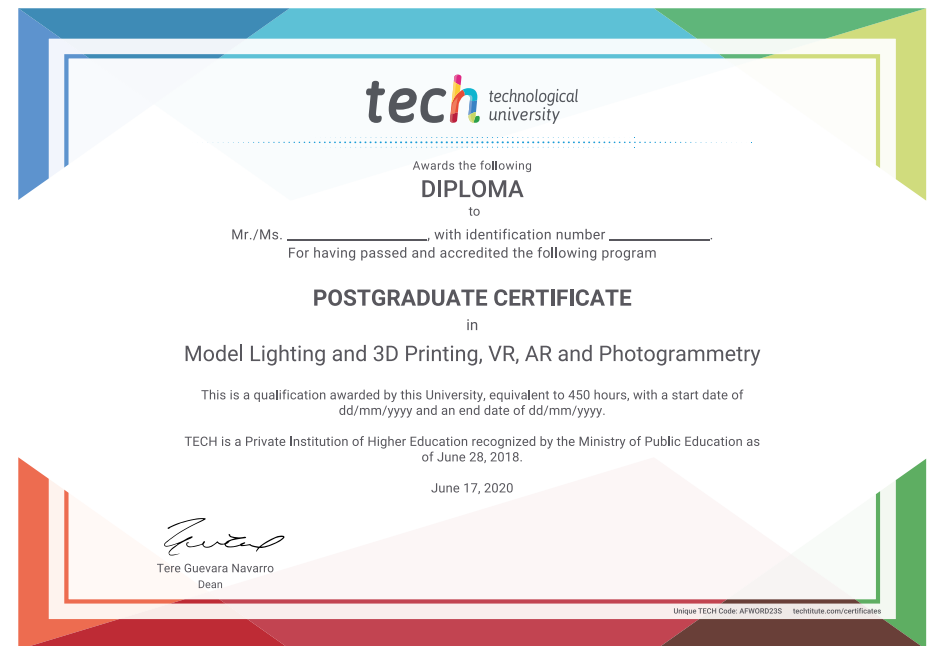 tech technological
university
Awards the following
DIPLOMA
to
Mr./Ms. ____________________, with identification number ______________.
For having passed and accredited the following program
POSTGRADUATE CERTIFICATE
in
Model Lighting and 3D Printing, VR, AR and Photogrammetry
This is a qualification awarded by this University, equivalent to 450 hours, with a start date of
dd/mm/yyyy and an end date of dd/mm/yyyy.
TECH is a Private Institution of Higher Education recognized by the Ministry of Public Education as
of June 28, 2018.
June 17, 2020
Tere Guevara Navarro
Dean
Unique TECH Code: AFWORD23S techtitute.com/certificates